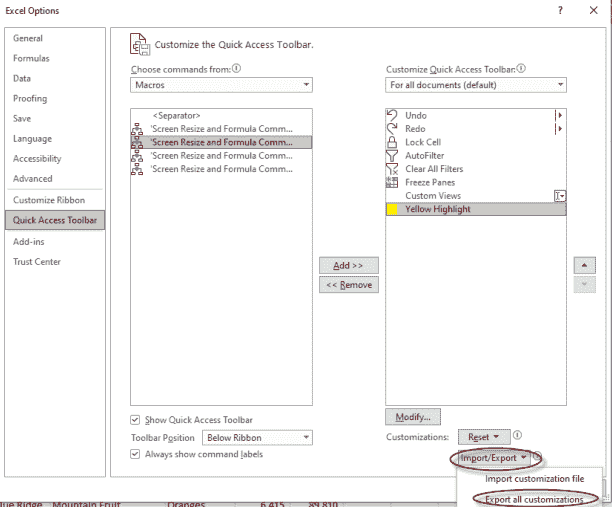 Excel Options
?
General
Formulas
Data
Proofing
Save
Language
Accessibility
Advanced
Customize Ribbon
Quick Access Toolbar
Add-ins
Trust Center
Customize the Quick Access Toolbar.
Choose commands from:
Macros
<Separator>
'Screen Resize and Formula Comm...
'Screen Resize and Formula Comm...
'Screen Resize and Formula Comm...
'Screen Resize and Formula Comm...
Add >>
<< Remove
Customize Quick Access Toolbar:
For all documents (default)
Undo
Redo
Lock Cell
AutoFilter
Clear All Filters
Freeze Panes
Custom Views
Yellow Highlight
Modify...
Show Quick Access Toolbar
Toolbar Position Below Ribbon
Always show command labels
Customizations: Reset
Import/Export
Import customization file
Export all customizations
Ridge Mountain Fruit Oranges 6,415 89,810